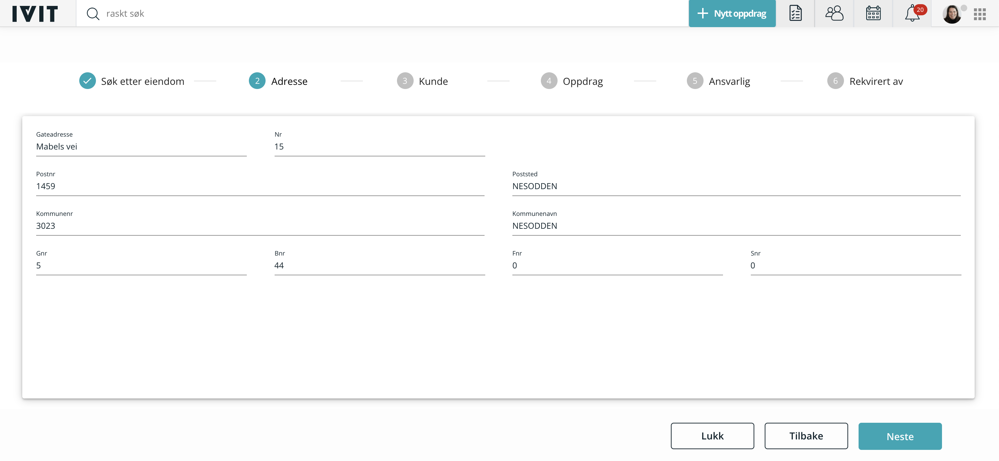 IVIT
raskt søk
Nytt oppdrag
20
Søk etter eiendom
2 Adresse
3 Kunde
4 Oppdrag
5 Ansvarlig
6 Rekvirert av
Gateadresse
Mabels vei
Nr
15
Postnr
1459
Poststed
NESODDEN
Kommunenr
3023
Kommunenavn
NESODDEN
Gnr
5
Bnr
44
Fnr
0
Snr
0
Lukk
Tilbake
Neste